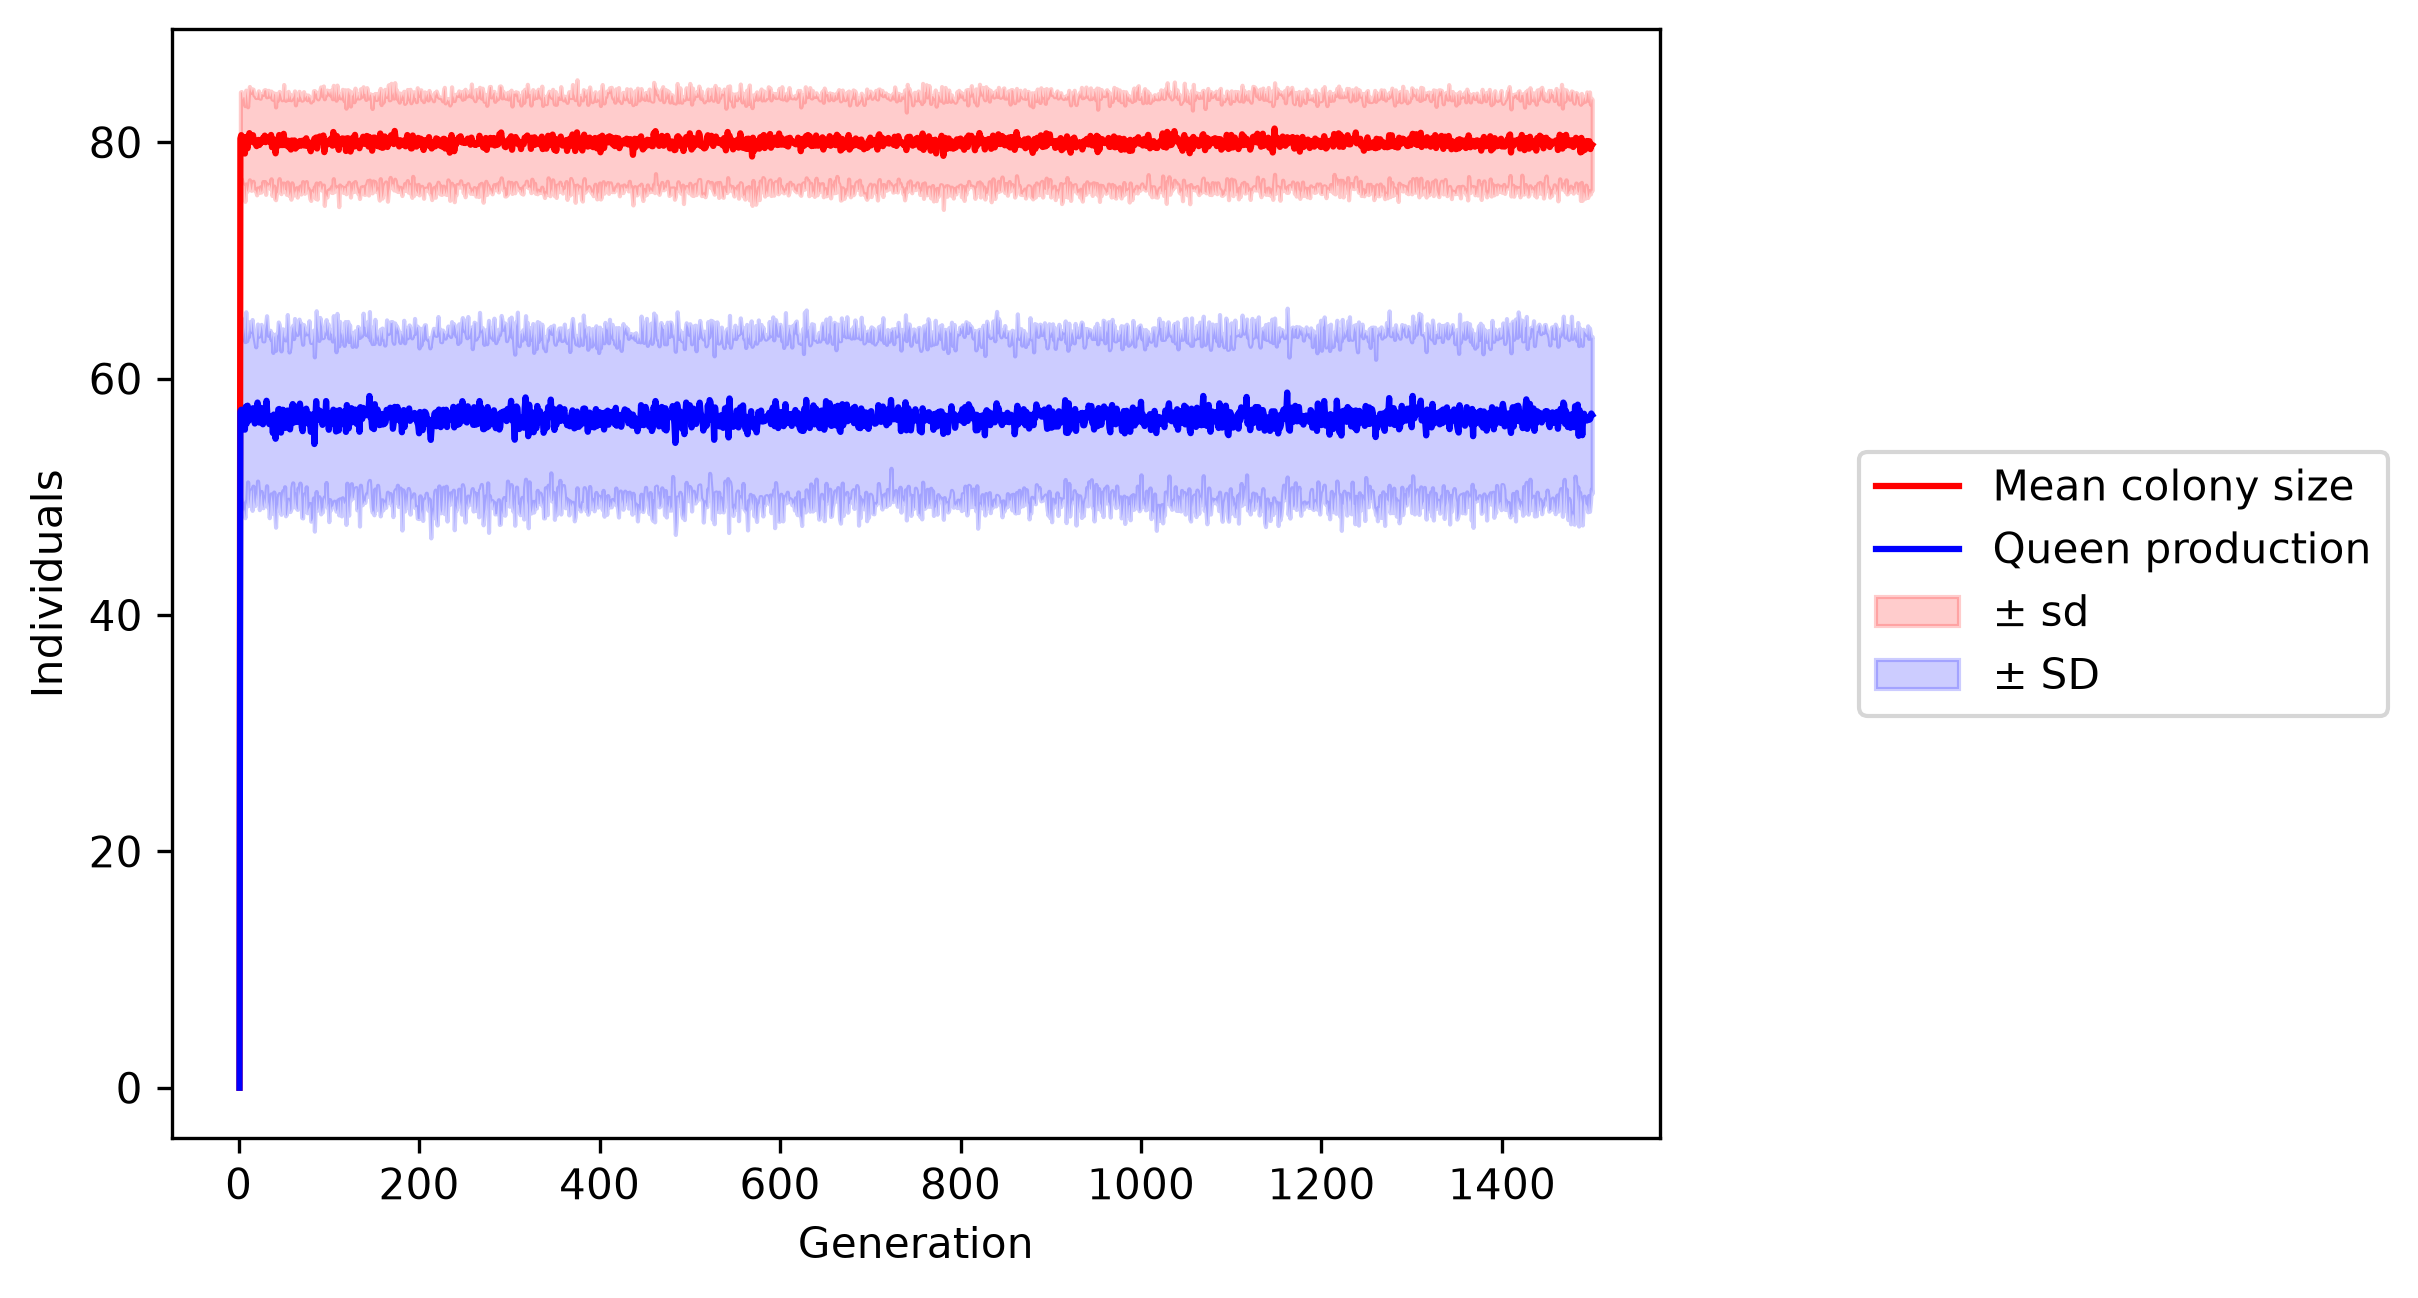 80
60
40
20
0
Individuals
0 200 400 600 800 1000 1200 1400
Generation
Mean colony size
Queen production
± sd
± SD